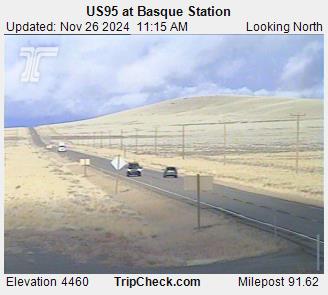 US95 at Basque Station
Updated: Nov 26 2024 11:15 AM Looking North
Elevation 4460 TripCheck.com Milepost 91.62